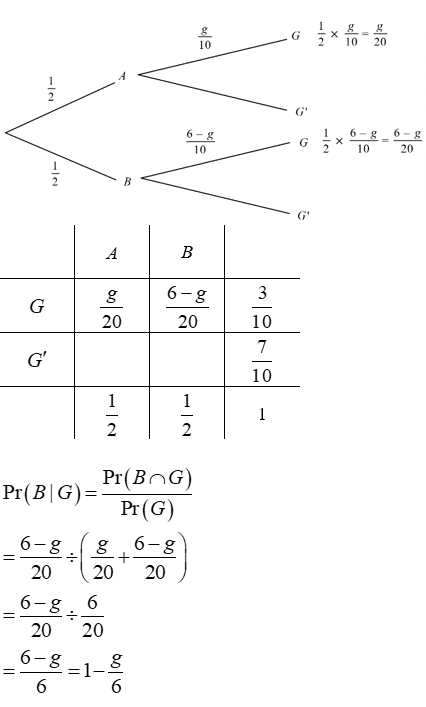 g/10 G 1/2 × g/10 = g/20
1/2 A
G'
6 – g/10 G 1/2 × 6 – g/10 = 6 – g/20
1/2 B
G'
A B
G g/20 6 − g/20 3/10
G′ 7/10
1/2 1/2 1
Pr(B | G) = Pr(B ∩ G)/Pr(G)
= 6 − g/20 ÷ (g/20 + 6 − g/20)
= 6 − g/20 ÷ 6/20
= 6 − g/6 = 1 − g/6